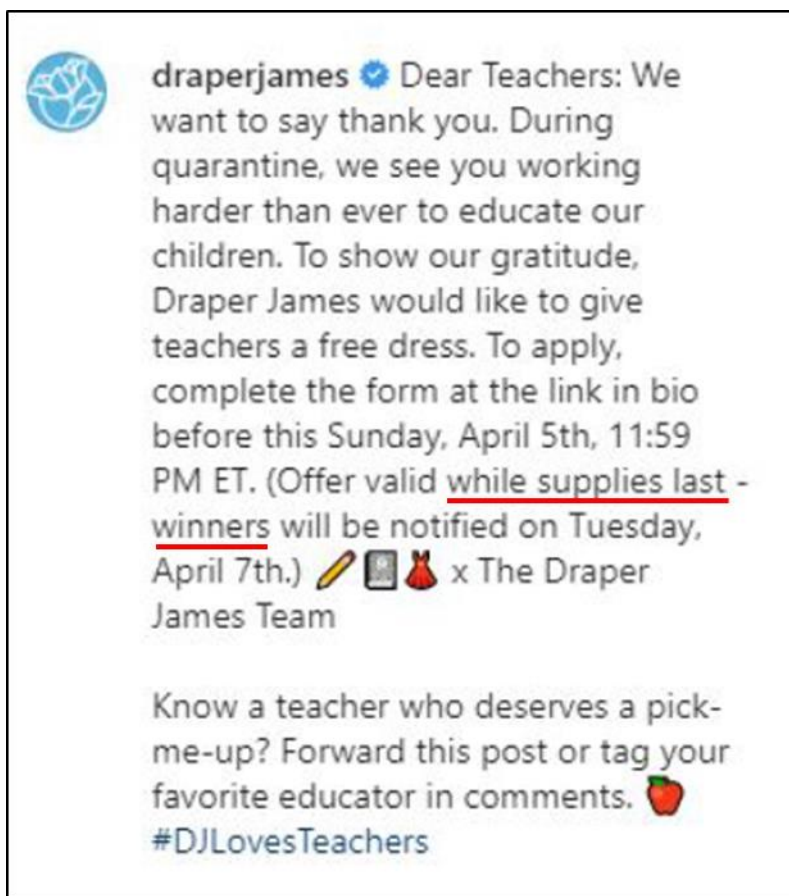 draperjames Dear Teachers: We
want to say thank you. During
quarantine, we see you working
harder than ever to educate our
children. To show our gratitude,
Draper James would like to give
teachers a free dress. To apply,
complete the form at the link in bio
before this Sunday, April 5th, 11:59
PM ET. (Offer valid while supplies last -
winners will be notified on Tuesday,
April 7th.) ✏️📓💃 x The Draper
James Team
Know a teacher who deserves a pick-
me-up? Forward this post or tag your
favorite educator in comments. 🍎
#DJLovesTeachers